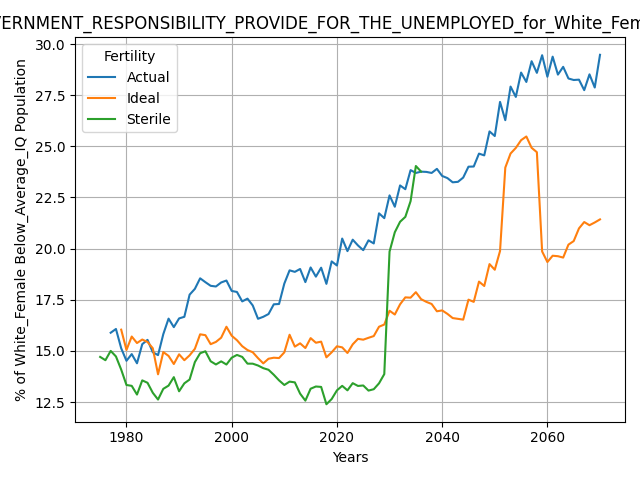 VERNMENT_RESPONSIBILITY_PROVIDE_FOR_THE_UNEMPLOYED_for_White_Fem
Fertility
Actual
Ideal
Sterile
% of White_Female Below_Average_IQ Population
30.0
27.5
25.0
22.5
20.0
17.5
15.0
12.5
1980 2000 2020 2040 2060
Years